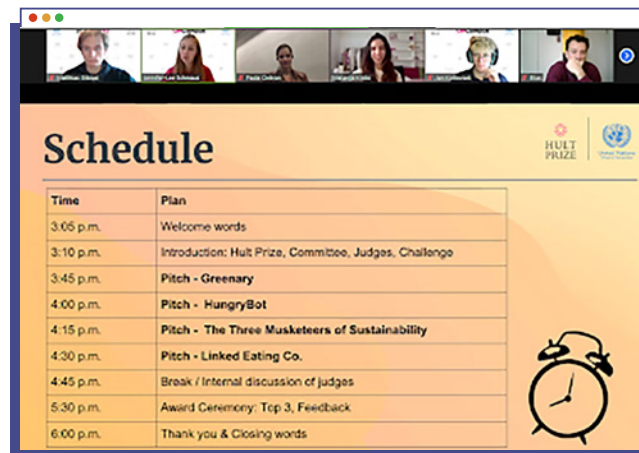 Schedule
HULT
PRIZE
United Nations
Time Plan
3:05 p.m. Welcome words
3:10 p.m. Introduction: Hult Prize, Committee, Judges, Challenge
3:45 p.m. Pitch - Greenary
4:00 p.m. Pitch - HungryBot
4:15 p.m. Pitch - The Three Musketeers of Sustainability
4:30 p.m. Pitch - Linked Eating Co.
4:45 p.m. Break / Internal discussion of judges
5:30 p.m. Award Ceremony: Top 3, Feedback
6:00 p.m. Thank you & Closing words